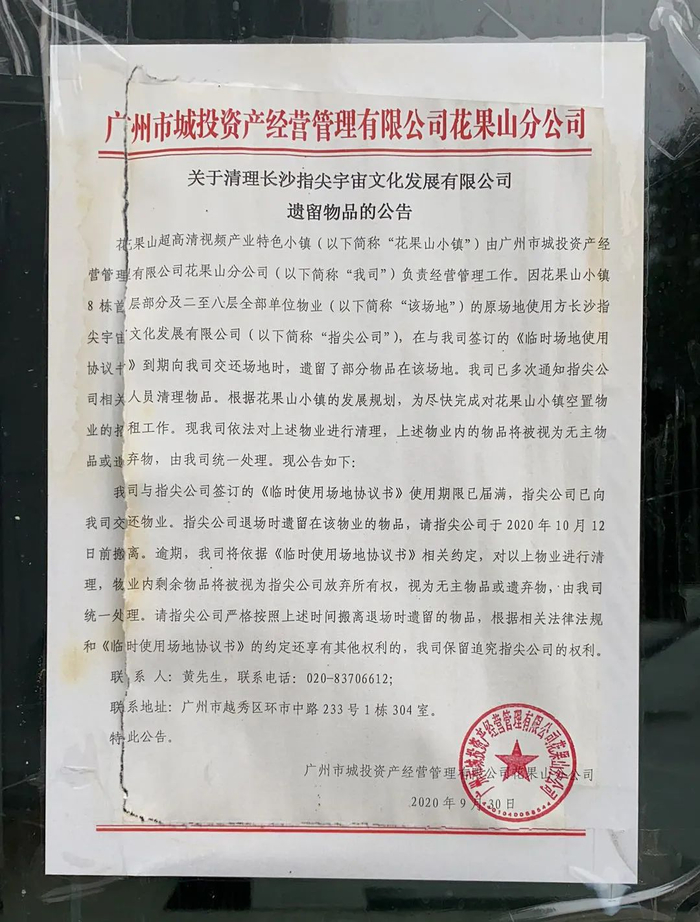 广州市城投资产经营管理有限公司花果山分公司
关于清理长沙指尖宇宙文化发展有限公司
遗留物品的公告
花果山超高清视频产业特色小镇（以下简称“花果山小镇”）由广州市城投资产经
营管理有限公司花果山分公司（以下简称“我司”）负责经营管理工作。因花果山小镇
8 栋首层部分及二至八层全部单位物业（以下简称“该场地”）的原场地使用方长沙指
尖宇宙文化发展有限公司（以下简称“指尖公司”），在与我司签订的《临时场地使用
协议书》到期向我司交还场地时，遗留了部分物品在该场地。我司已多次通知指尖公
司相关人员清理物品。根据花果山小镇的发展规划，为尽快完成对花果山小镇空置物
业的招租工作。现我司依法对上述物业进行清理，上述物业内的物品将被视为无主物
品或遗弃物，由我司统一处理。现公告如下：
我司与指尖公司签订的《临时使用场地协议书》使用期限已届满，指尖公司已向
我司交还物业。指尖公司退场时遗留在该物业的物品，请指尖公司于 2020 年 10 月 12
日前搬离。逾期，我司将依据《临时使用场地协议书》相关约定，对以上物业进行清
理，物业内剩余物品将被视为指尖公司放弃所有权，视为无主物品或遗弃物，由我司
统一处理。请指尖公司严格按照上述时间搬离退场时遗留的物品，根据相关法律法规
和《临时使用场地协议书》的约定还享有其他权利的，我司保留追究指尖公司的权利。
联 系 人：黄先生，联系电话：020-83706612；
联系地址：广州市越秀区环市中路 233 号 1 栋 304 室。
特此公告。
广州市城投资产经营管理有限公司花果山分公司
2020 年 9 月 30 日
广州市城投资产经营管理有限公司花果山分公司